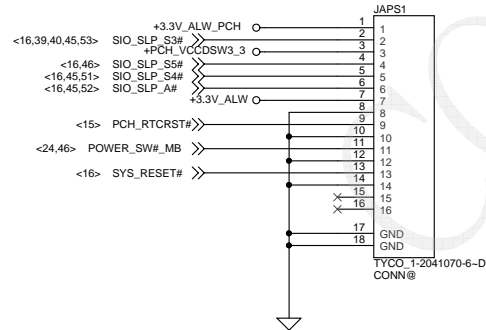 JAPS1
+3.3V_ALW_PCH 1 1
<16,39,40,45,53> SIO_SLP_S3# 2 2
+PCH_VCCDSW3_3 3 3
<16,46> SIO_SLP_S5# 4 4
<16,45,51> SIO_SLP_S4# 5 5
<16,45,52> SIO_SLP_A# 6 6
+3.3V_ALW 7 7
8 8
<15> PCH_RTCRST# 9 9
10 10
<24,46> POWER_SW#_MB 11 11
12 12
<16> SYS_RESET# 13 13
14 14
15 15
16 16
17 GND
18 GND
TYCO_1-2041070-6~D
CONN@